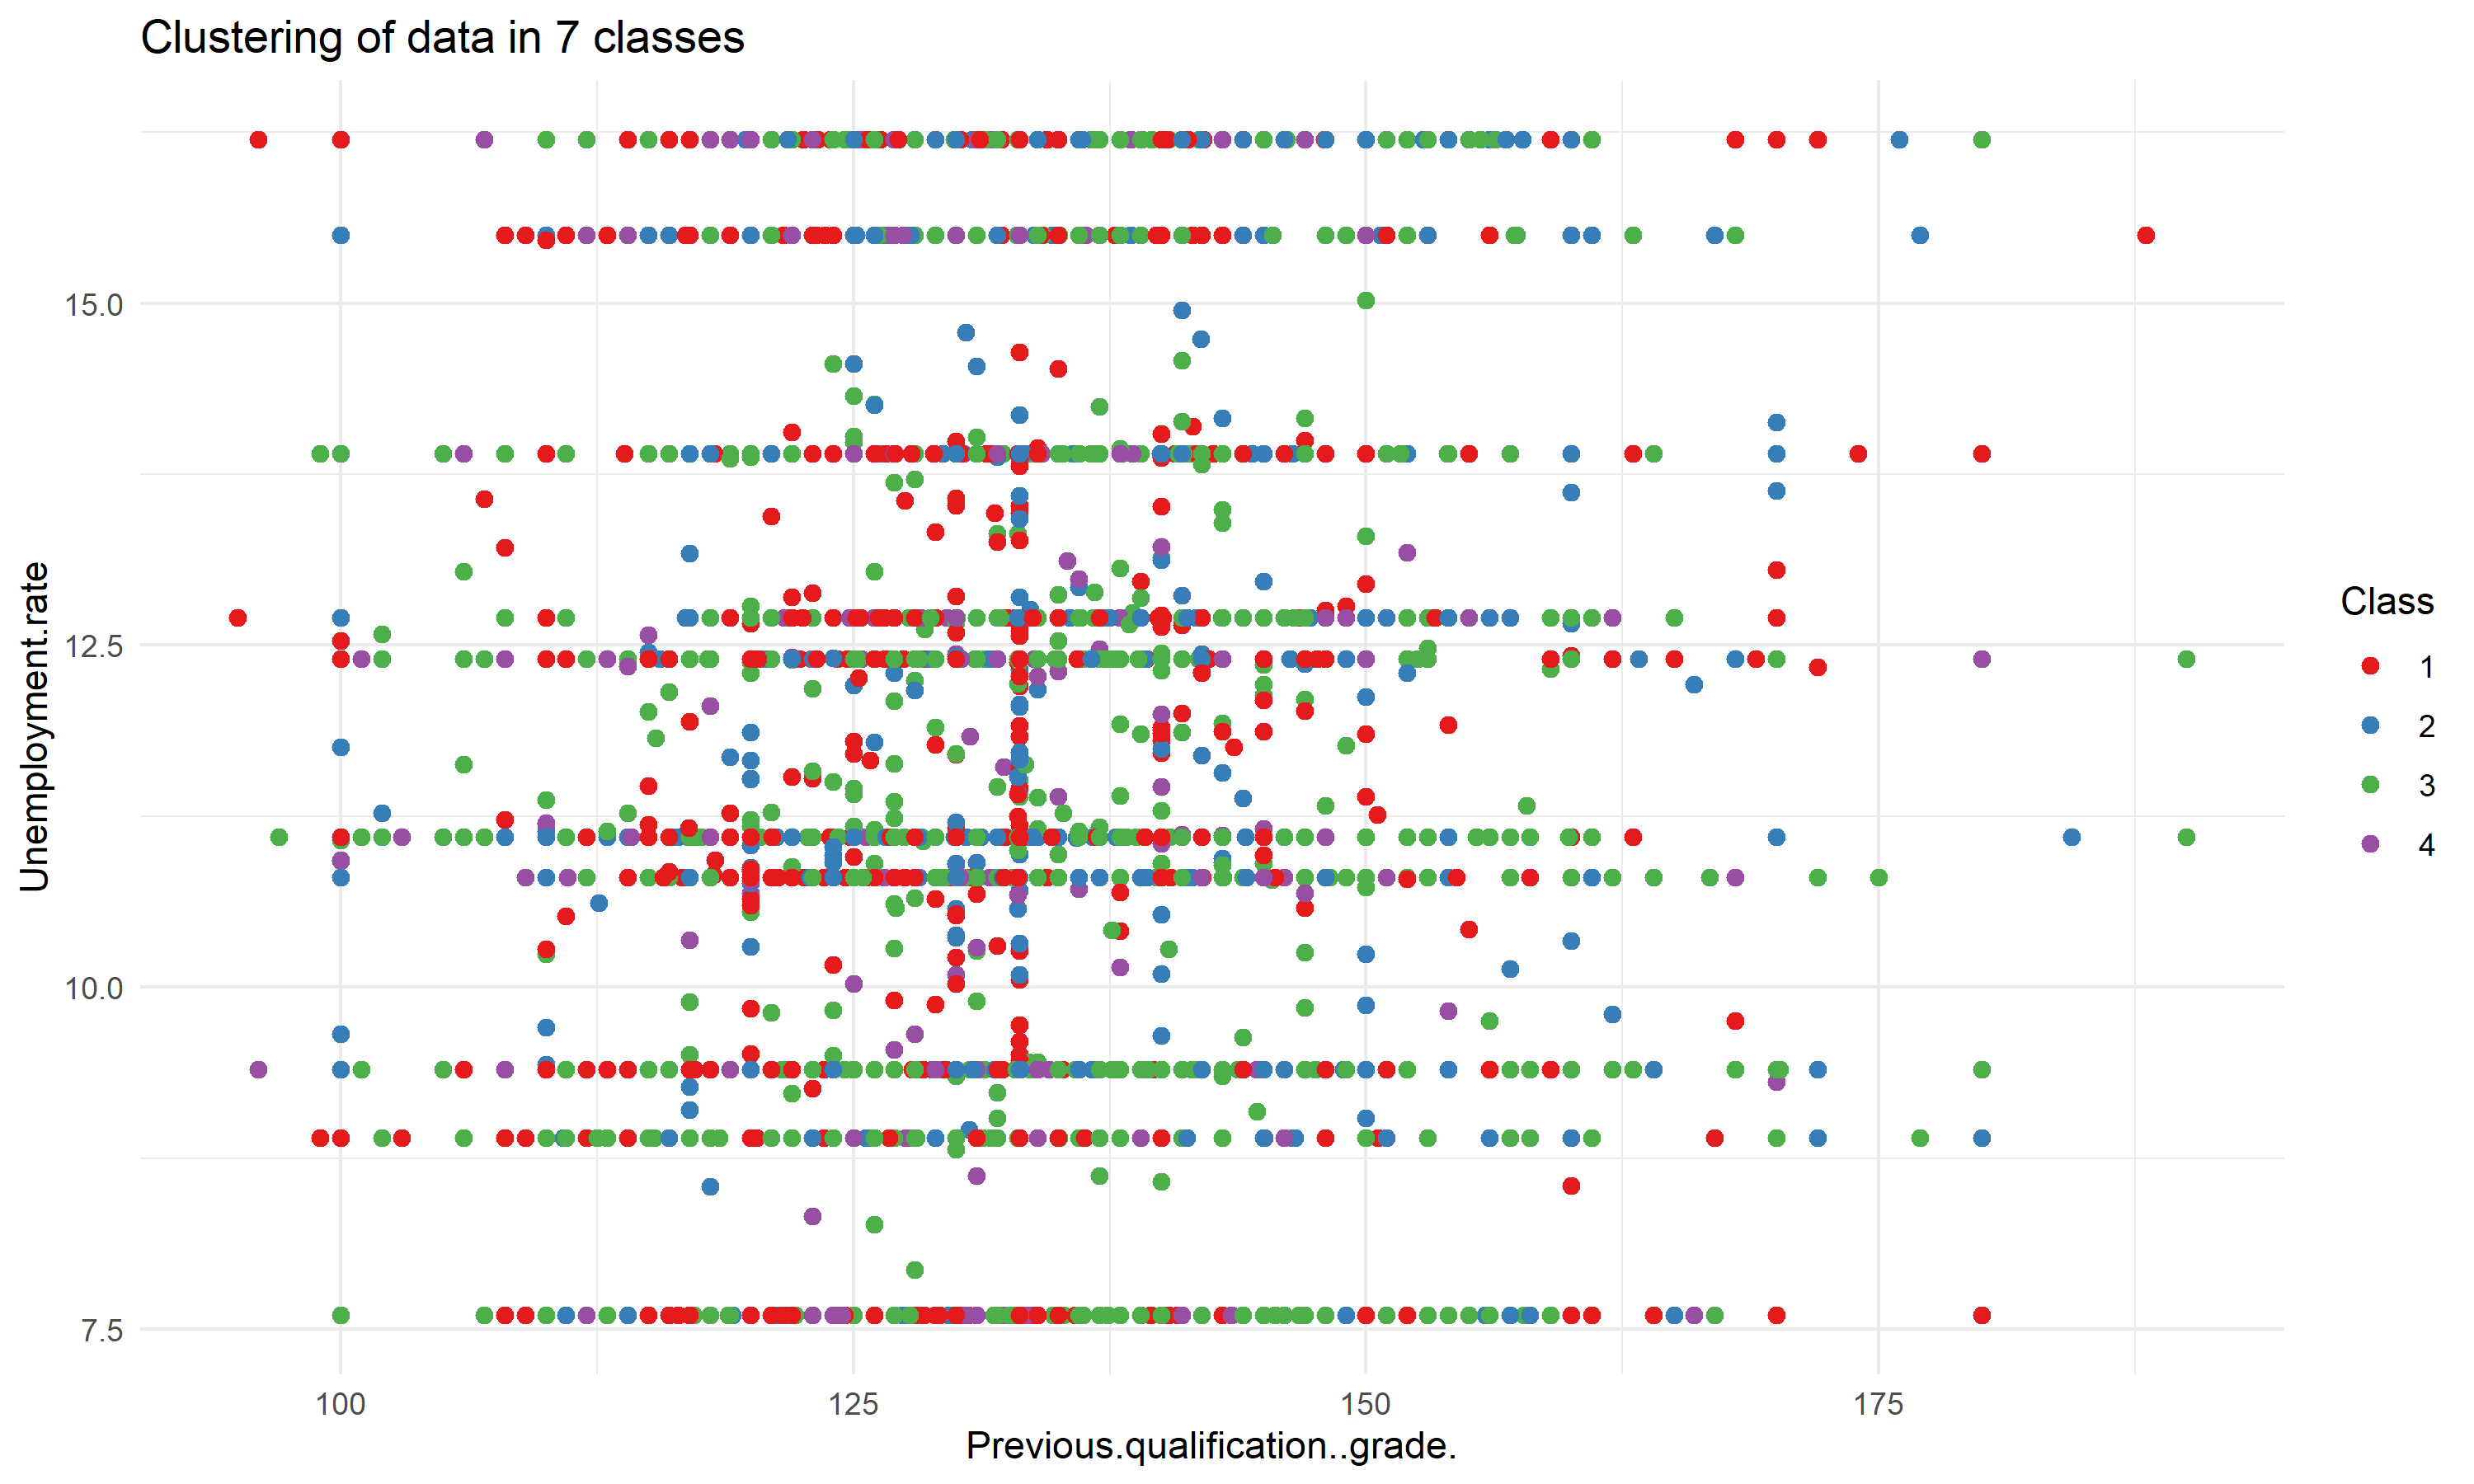 Clustering of data in 7 classes
Unemployment.rate
15.0
12.5
10.0
7.5
100 125 150 175
Previous.qualification..grade.
Class
1
2
3
4